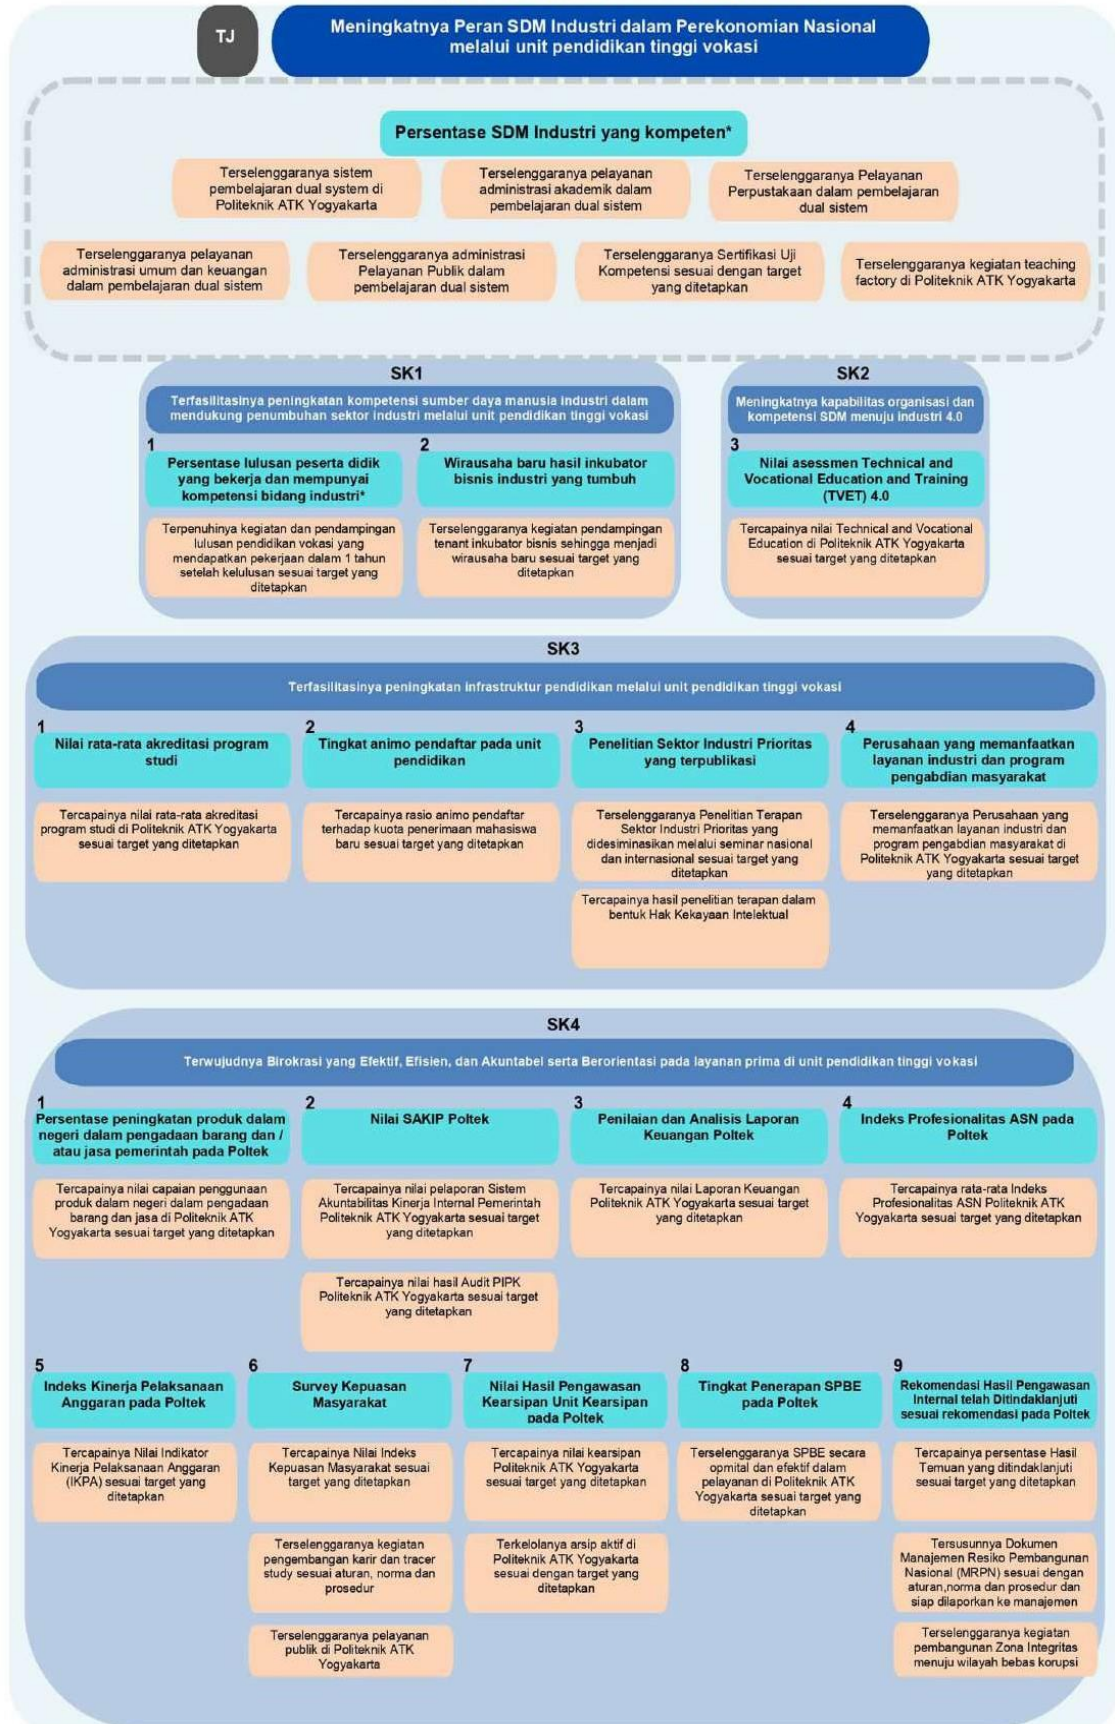 TJ
Meningkatnya Peran SDM Industri dalam Perekonomian Nasional
melalui unit pendidikan tinggi vokasi
Persentase SDM Industri yang kompeten*
Terselenggaranya sistem
pembelajaran dual system di
Politeknik ATK Yogyakarta
Terselenggaranya pelayanan
administrasi akademik dalam
pembelajaran dual sistem
Terselenggaranya Pelayanan
Perpustakaan dalam pembelajaran
dual sistem
Terselenggaranya pelayanan
administrasi umum dan keuangan
dalam pembelajaran dual sistem
Terselenggaranya administrasi
Pelayanan Publik dalam
pembelajaran dual sistem
Terselenggaranya Sertifikasi Uji
Kompetensi sesuai dengan target
yang ditetapkan
Terselenggaranya kegiatan teaching
factory di Politeknik ATK Yogyakarta
SK1
Terfasilitasinya peningkatan kompetensi sumber daya manusia industri dalam
mendukung penumbuhan sektor industri melalui unit pendidikan tinggi vokasi
1
Persentase lulusan peserta didik
yang bekerja dan mempunyai
kompetensi bidang industri*
Terpenuhinya kegiatan dan pendampingan
lulusan pendidikan vokasi yang
mendapatkan pekerjaan dalam 1 tahun
setelah kelulusan sesuai target yang
ditetapkan
2
Wirausaha baru hasil inkubator
bisnis industri yang tumbuh
Terselenggaranya kegiatan pendampingan
tenant inkubator bisnis sehingga menjadi
wirausaha baru sesuai target yang
ditetapkan
SK2
Meningkatnya kapabilitas organisasi dan
kompetensi SDM menuju industri 4.0
3
Nilai asessmen Technical and
Vocational Education and Training
(TVET) 4.0
Tercapainya nilai Technical and Vocational
Education di Politeknik ATK Yogyakarta
sesuai target yang ditetapkan
SK3
Terfasilitasinya peningkatan infrastruktur pendidikan melalui unit pendidikan tinggi vokasi
1
Nilai rata-rata akreditasi program
studi
Tercapainya nilai rata-rata akreditasi
program studi di Politeknik ATK Yogyakarta
sesuai target yang ditetapkan
2
Tingkat animo pendaftar pada unit
pendidikan
Tercapainya rasio animo pendaftar
terhadap kuota penerimaan mahasiswa
baru sesuai target yang ditetapkan
3
Penelitian Sektor Industri Prioritas
yang terpublikasi
Terselenggaranya Penelitian Terapan
Sektor Industri Prioritas yang
didesiminasikan melalui seminar nasional
dan internasional sesuai target yang
ditetapkan
Tercapainya hasil penelitian terapan dalam
bentuk Hak Kekayaan Intelektual
4
Perusahaan yang memanfaatkan
layanan industri dan program
pengabdian masyarakat
Terselenggaranya Perusahaan yang
memanfaatkan layanan industri dan
program pengabdian masyarakat di
Politeknik ATK Yogyakarta sesuai target
yang ditetapkan
SK4
Terwujudnya Birokrasi yang Efektif, Efisien, dan Akuntabel serta Berorientasi pada layanan prima di unit pendidikan tinggi vokasi
1
Persentase peningkatan produk dalam
negeri dalam pengadaan barang dan /
atau jasa pemerintah pada Poltek
Tercapainya nilai capaian penggunaan
produk dalam negeri dalam pengadaan
barang dan jasa di Politeknik ATK
Yogyakarta sesuai target yang ditetapkan
2
Nilai SAKIP Poltek
Tercapainya nilai pelaporan Sistem
Akuntabilitas Kinerja Internal Pemerintah
Politeknik ATK Yogyakarta sesuai target
yang ditetapkan
Tercapainya nilai hasil Audit PIPK
Politeknik ATK Yogyakarta sesuai target
yang ditetapkan
3
Penilaian dan Analisis Laporan
Keuangan Poltek
Tercapainya nilai Laporan Keuangan
Politeknik ATK Yogyakarta sesuai target
yang ditetapkan
4
Indeks Profesionalitas ASN pada
Poltek
Tercapainya rata-rata Indeks
Profesionalitas ASN Politeknik ATK
Yogyakarta sesuai target yang ditetapkan
5
Indeks Kinerja Pelaksanaan
Anggaran pada Poltek
Tercapainya Nilai Indikator
Kinerja Pelaksanaan Anggaran
(IKPA) sesuai target yang
ditetapkan
6
Survey Kepuasan
Masyarakat
Tercapainya Nilai Indeks
Kepuasan Masyarakat sesuai
target yang ditetapkan
Terselenggaranya kegiatan
pengembangan karir dan tracer
study sesuai aturan, norma dan
prosedur
Terselenggaranya pelayanan
publik di Politeknik ATK
Yogyakarta
7
Nilai Hasil Pengawasan
Kearsipan Unit Kearsipan
pada Poltek
Tercapainya nilai kearsipan
Politeknik ATK Yogyakarta
sesuai target yang ditetapkan
Terkelolanya arsip aktif di
Politeknik ATK Yogyakarta
sesuai dengan target yang
ditetapkan
8
Tingkat Penerapan SPBE
pada Poltek
Terselenggaranya SPBE secara
opmital dan efektif dalam
pelayanan di Politeknik ATK
Yogyakarta sesuai target yang
ditetapkan
9
Rekomendasi Hasil Pengawasan
Internal telah Ditindaklanjuti
sesuai rekomendasi pada Poltek
Tercapainya persentase Hasil
Temuan yang ditindaklanjuti
sesuai target yang ditetapkan
Tersusunnya Dokumen
Manajemen Resiko Pembangunan
Nasional (MRPN) sesuai dengan
aturan,norma dan prosedur dan
siap dilaporkan ke manajemen
Terselenggaranya kegiatan
pembangunan Zona Integritas
menuju wilayah bebas korupsi